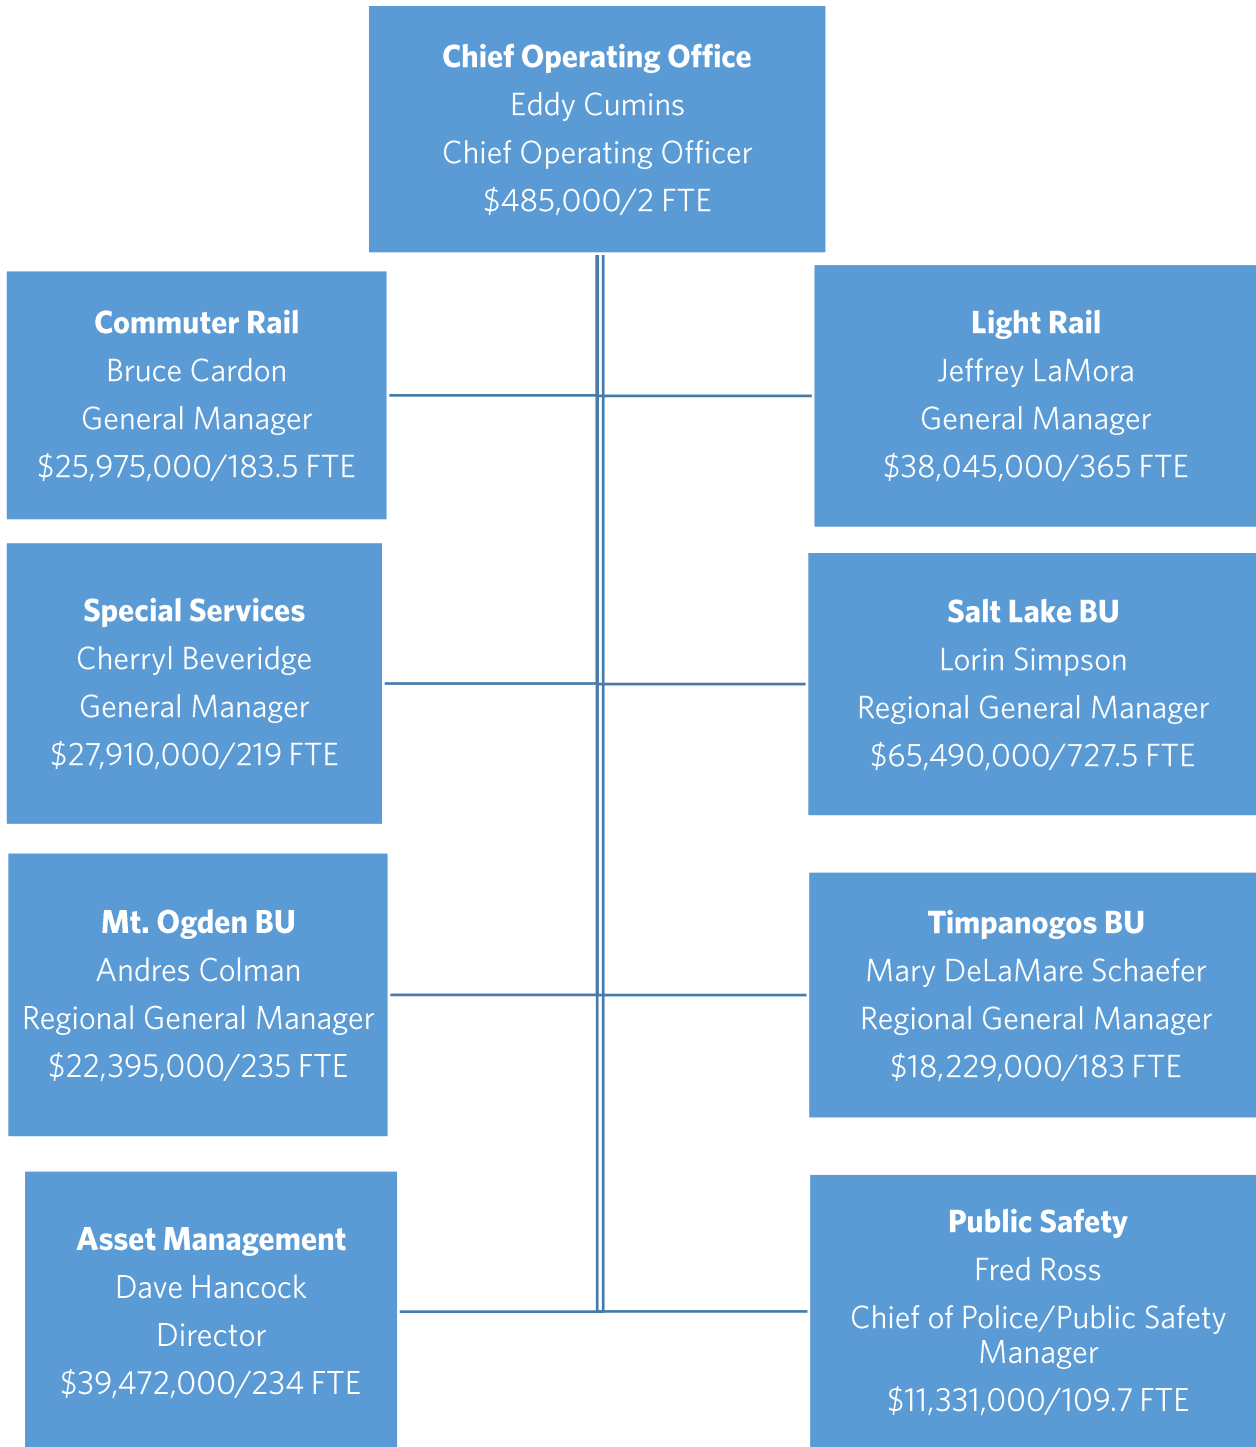 Chief Operating Office
Eddy Cumins
Chief Operating Officer
$485,000/2 FTE
Commuter Rail
Bruce Cardon
General Manager
$25,975,000/183.5 FTE
Light Rail
Jeffrey LaMora
General Manager
$38,045,000/365 FTE
Special Services
Cherryl Beveridge
General Manager
$27,910,000/219 FTE
Salt Lake BU
Lorin Simpson
Regional General Manager
$65,490,000/727.5 FTE
Mt. Ogden BU
Andres Colman
Regional General Manager
$22,395,000/235 FTE
Timpanogos BU
Mary DeLaMare Schaefer
Regional General Manager
$18,229,000/183 FTE
Asset Management
Dave Hancock
Director
$39,472,000/234 FTE
Public Safety
Fred Ross
Chief of Police/Public Safety
Manager
$11,331,000/109.7 FTE